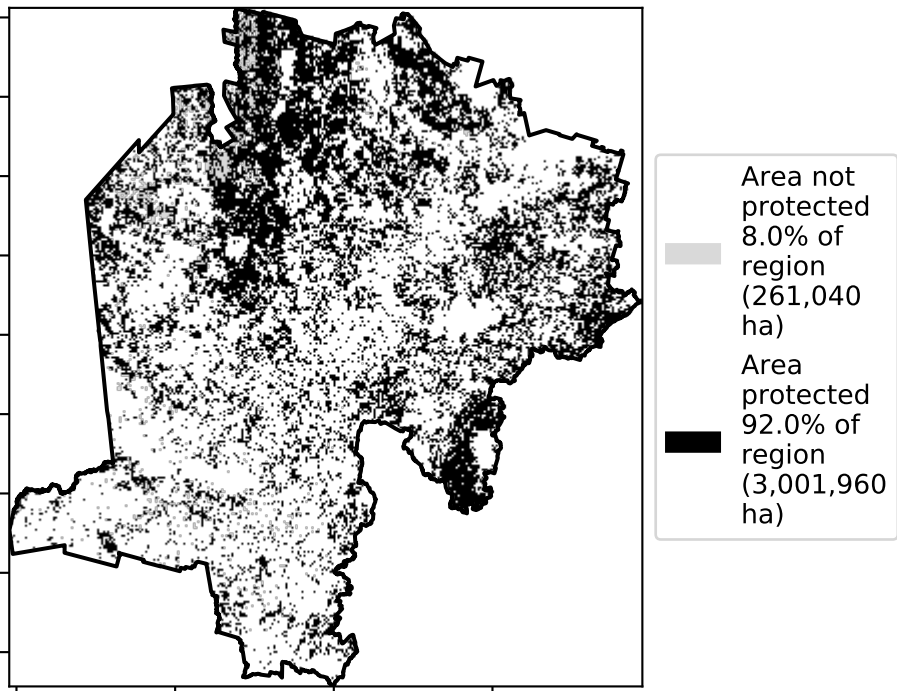 Area not
protected
8.0% of
region
(261,040
ha)
Area
protected
92.0% of
region
(3,001,960
ha)